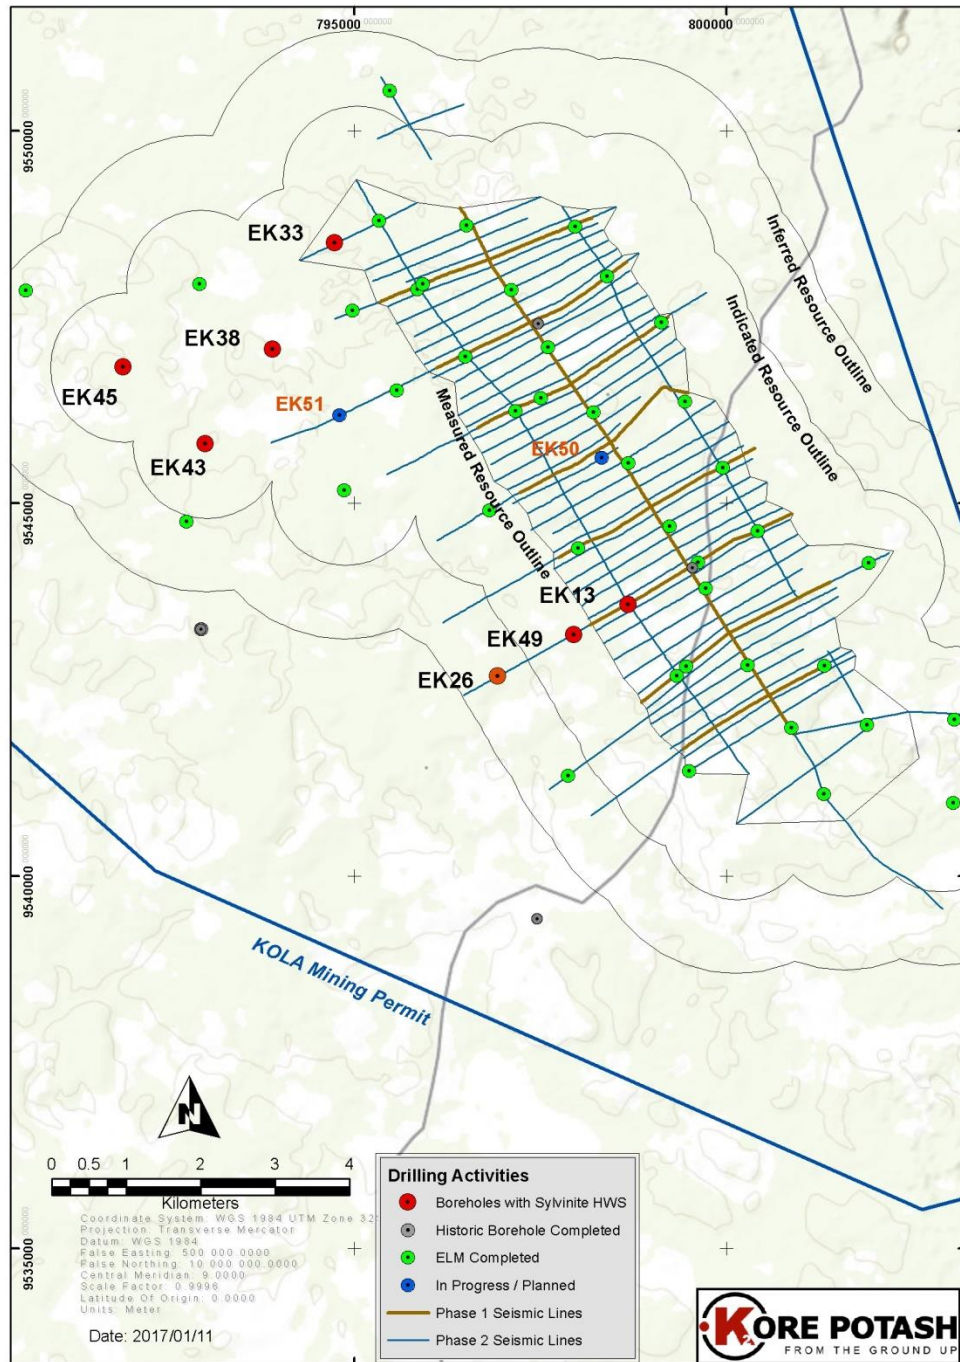 795000
800000
9550000
EK33
Inferred Resource Outline
Indicated Resource Outline
EK38
EK45
EK51
Measured Resource Outline
EK50
EK43
9545000
EK13
EK49
EK26
9540000
KOLA Mining Permit
N
0 0.5 1 2 3 4
Kilometers
Coordinate System: WGS 1984 UTM Zone
Projection: Transverse Mercator
Datum: WGS 1984
False Easting: 500 000.0000
False Northing: 10 000 000.0000
Central Meridian: 9.0000
Scale Factor: 0.9996
Latitude Of Origin: 0.0000
Units: Meter
Date: 2017/01/11
9535000
Drilling Activities
Boreholes with Sylvinite HWS
Historic Borehole Completed
ELM Completed
In Progress / Planned
Phase 1 Seismic Lines
Phase 2 Seismic Lines
K2ORE POTASH
FROM THE GROUND UP